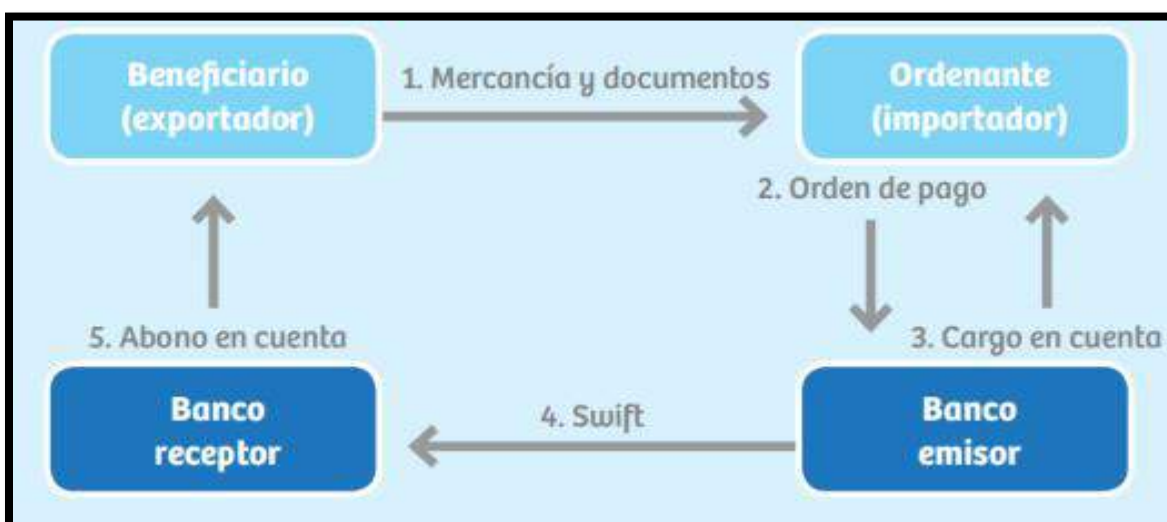 Beneficiario
(exportador)
1. Mercancía y documentos
Ordenante
(importador)
2. Orden de pago
5. Abono en cuenta
3. Cargo en cuenta
Banco
receptor
4. Swift
Banco
emisor